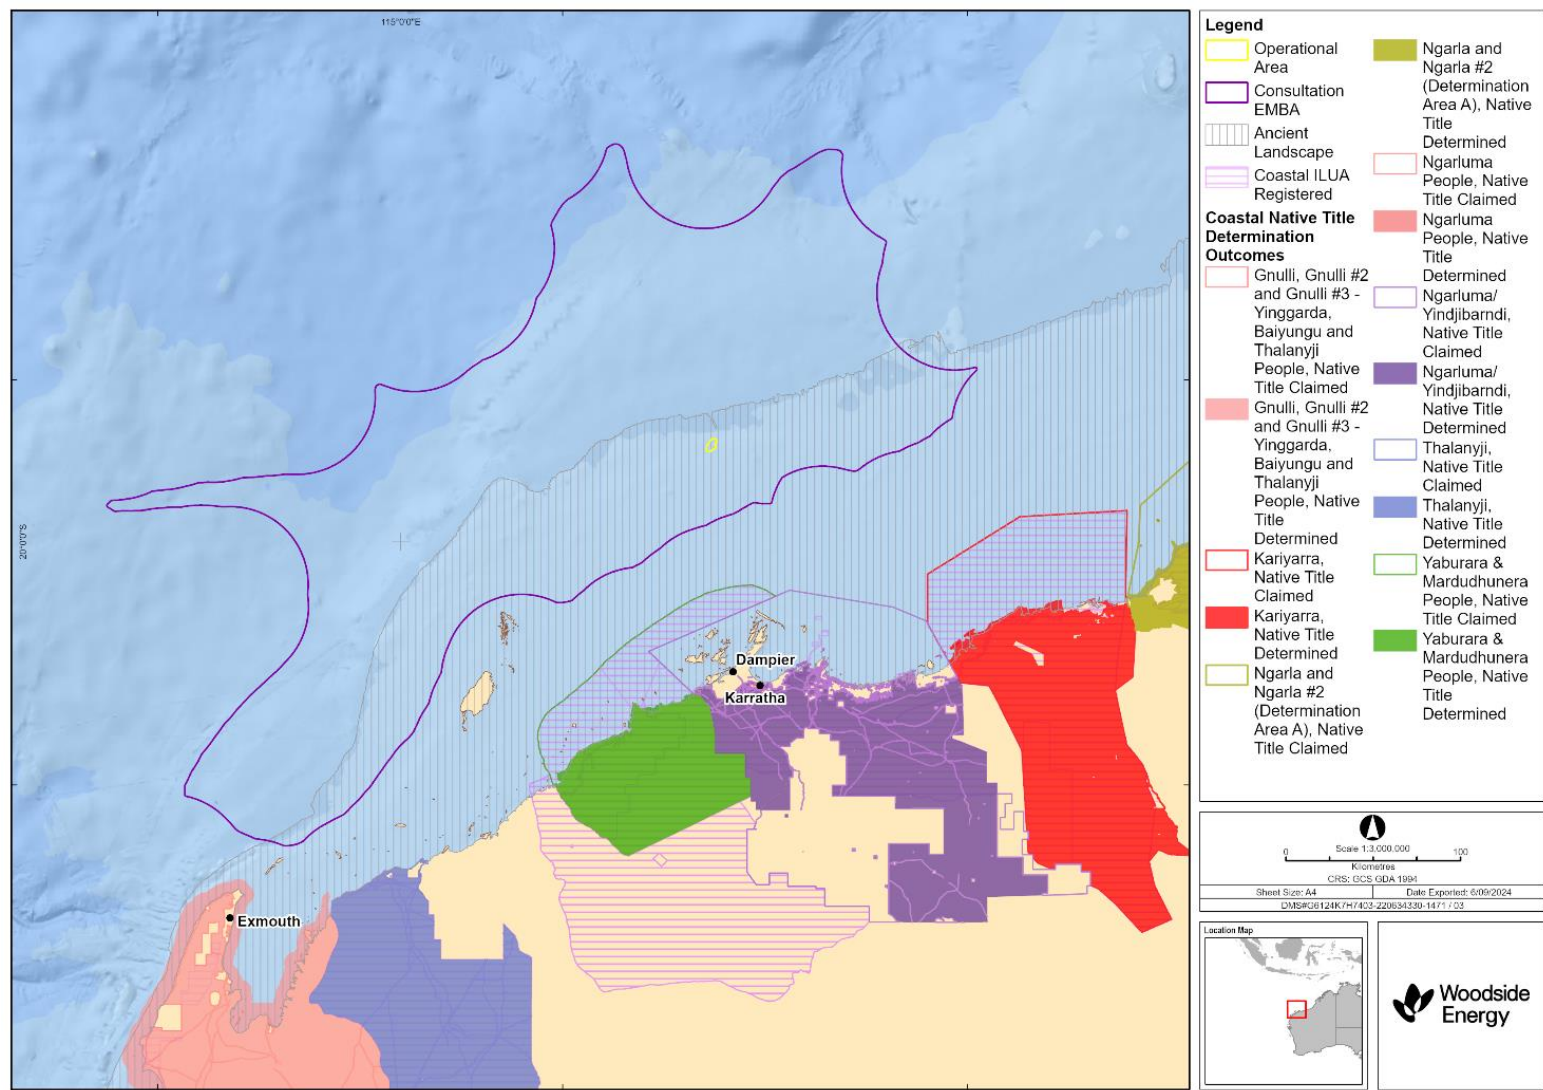 115°0'0"E
20°0'0"S
Dampier
Karratha
Exmouth
Legend
Operational
Area
Consultation
EMBA
Ancient
Landscape
Coastal ILUA
Registered
Coastal Native Title
Determination
Outcomes
Gnulli, Gnulli #2
and Gnulli #3 -
Yinggarda,
Baiyungu and
Thalanyji
People, Native
Title Claimed
Gnulli, Gnulli #2
and Gnulli #3 -
Yinggarda,
Baiyungu and
Thalanyji
People, Native
Title
Determined
Kariyarra,
Native Title
Claimed
Kariyarra,
Native Title
Determined
Ngarla and
Ngarla #2
(Determination
Area A), Native
Title Claimed
Ngarla and
Ngarla #2
(Determination
Area A), Native
Title
Determined
Ngarluma
People, Native
Title Claimed
Ngarluma
People, Native
Title
Determined
Ngarluma/
Yindjibarndi,
Native Title
Claimed
Ngarluma/
Yindjibarndi,
Native Title
Determined
Thalanyji,
Native Title
Claimed
Thalanyji,
Native Title
Determined
Yaburara &
Mardudhunera
People, Native
Title Claimed
Yaburara &
Mardudhunera
People, Native
Title
Determined
Scale 1:3,000,000
0 100
Kilometres
CRS: GCS GDA 1994
Sheet Size: A4 Date Exported: 6/09/2024
DMS#G6124K7H7403-220634330-1471 / 03
Location Map
Woodside
Energy